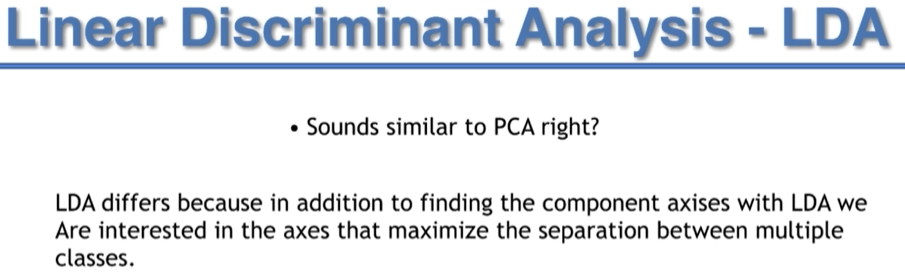 Linear Discriminant Analysis - LDA
• Sounds similar to PCA right?
LDA differs because in addition to finding the component axises with LDA we
Are interested in the axes that maximize the separation between multiple
classes.